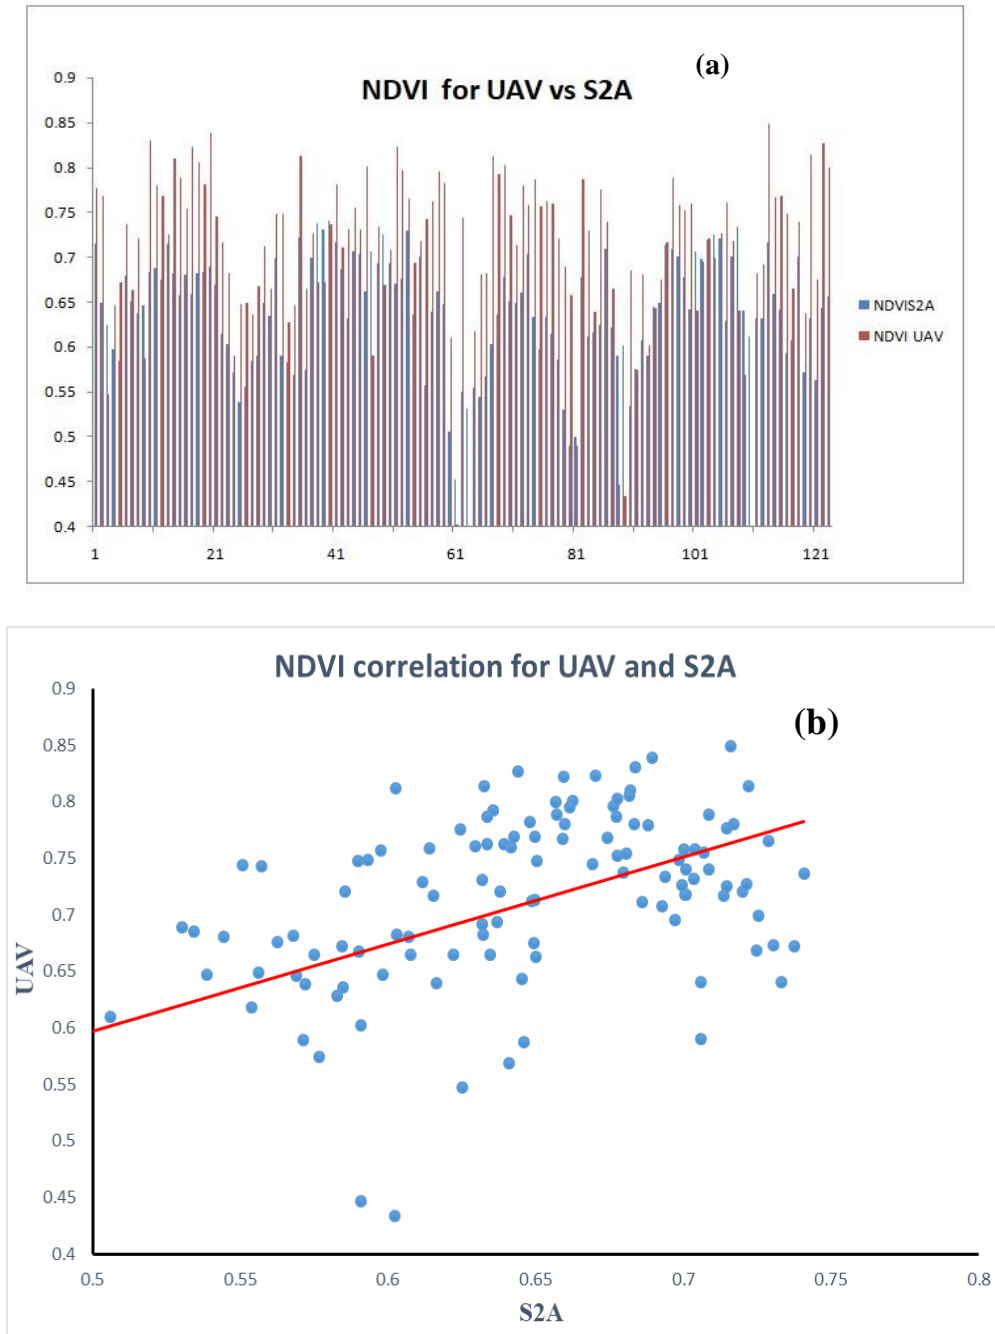 (a)
NDVI for UAV vs S2A
0.9
0.85
0.8
0.75
0.7
0.65
0.6
0.55
0.5
0.45
0.4
1 21 41 61 81 101 121
NDVIS2A
NDVI UAV
NDVI correlation for UAV and S2A
(b)
0.9
0.85
0.8
0.75
0.7
0.65
0.6
0.55
0.5
0.45
0.4
UAV
0.5 0.55 0.6 0.65 0.7 0.75 0.8
S2A